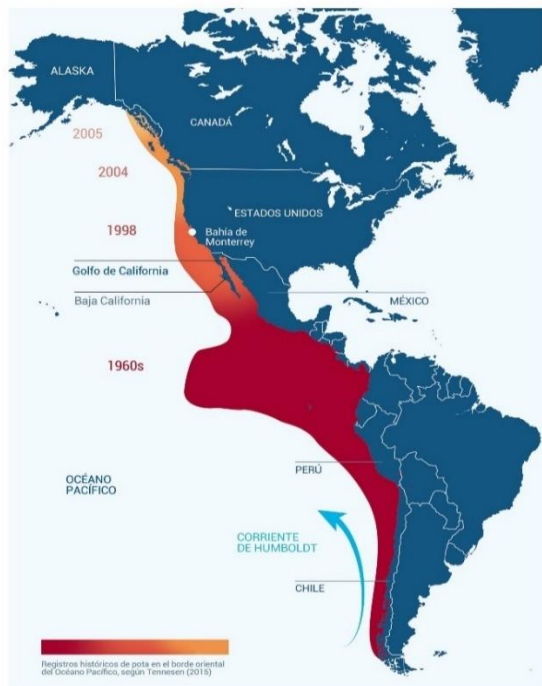 ALASKA
CANADÁ
2005
2004
ESTADOS UNIDOS
1998
Bahía de
Monterrey
Golfo de California
Baja California
MÉXICO
1960s
PERÚ
OCÉANO
PACÍFICO
CORRIENTE
DE HUMBOLDT
CHILE
Registros históricos de pota en el borde oriental
del Océano Pacífico, según Tennesen (2015)